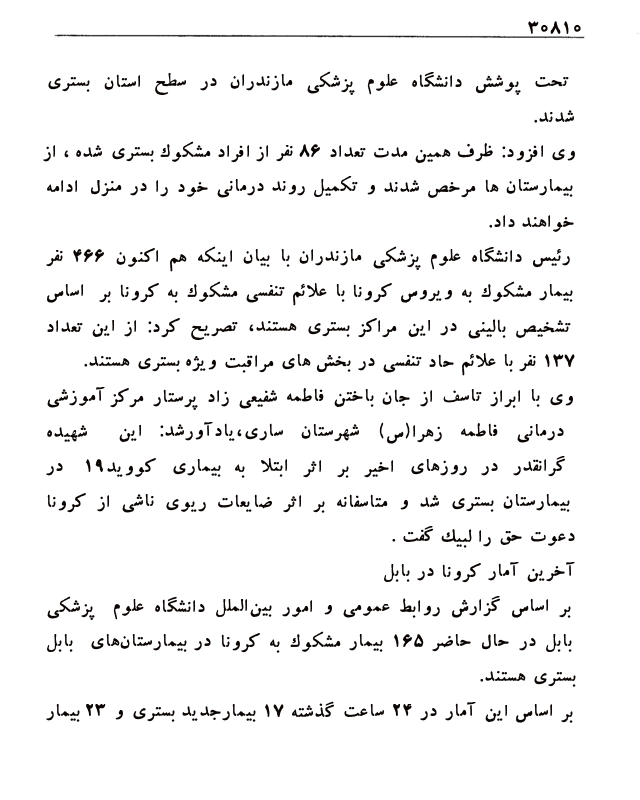 ۳۰۸۱۰
تحت پوشش دانشگاه علوم پزشکی مازندران در سطح استان بستری
شدند.
وی افزود: ظرف همین مدت تعداد ۸۶ نفر از افراد مشکوک بستری شده ، از
بیمارستان ها مرخص شدند و تکمیل روند درمانی خود را در منزل ادامه
خواهند داد.
رئیس دانشگاه علوم پزشکی مازندران با بیان اینکه هم اکنون ۴۶۶ نفر
بیمار مشکوک به ویروس کرونا با علائم تنفسی مشکوک به کرونا بر اساس
تشخیص بالینی در این مراکز بستری هستند، تصریح کرد: از این تعداد
۱۳۷ نفر با علائم حاد تنفسی در بخش های مراقبت ویژه بستری هستند.
وی با ابراز تاسف از جان باختن فاطمه شفیعی زاد پرستار مرکز آموزشی
درمانی فاطمه زهرا(س) شهرستان ساری،یادآورشد: این شهیده
گرانقدر در روزهای اخیر بر اثر ابتلا به بیماری کووید۱۹ در
بیمارستان بستری شد و متاسفانه بر اثر ضایعات ریوی ناشی از کرونا
دعوت حق را لبیک گفت .
آخرین آمار کرونا در بابل
بر اساس گزارش روابط عمومی و امور بین‌الملل دانشگاه علوم پزشکی
بابل در حال حاضر ۱۶۵ بیمار مشکوک به کرونا در بیمارستان‌های بابل
بستری هستند.
بر اساس این آمار در ۲۴ ساعت گذشته ۱۷ بیمارجدید بستری و ۲۳ بیمار